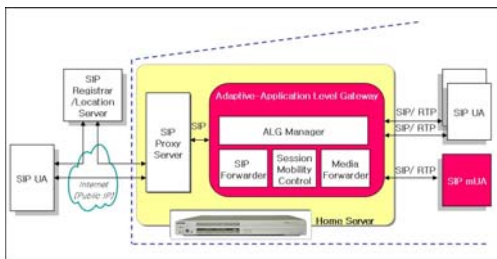 SIP
Registrar
/Location
Server
SIP UA
Internet
(Public IP)
SIP
Proxy
Server
SIP
Adaptive-Application Level Gateway
ALG Manager
SIP
Forwarder
Session
Mobility
Control
Media
Forwarder
Home Server
SIP/ RTP
SIP/ RTP
SIP UA
SIP/ RTP
SIP mUA